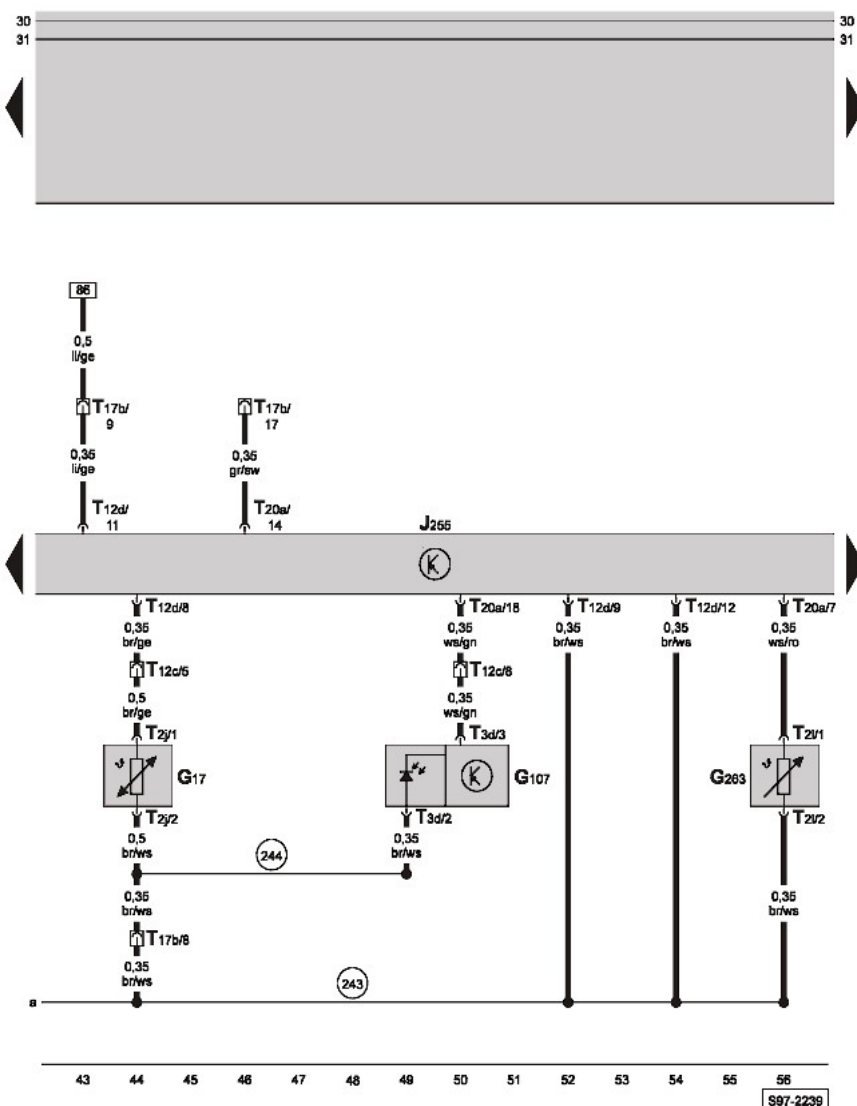 30 30
31 31
86
0,5
li/ge
T17b/
9
T17b/
17
0,35
li/ge
0,35
gr/sw
T12d/
11
T20a/
14
J255
T12d/8 T20a/18 T12d/9 T12d/12 T20a/7
0,35 0,35 0,35 0,35 0,35
br/ge ws/gn br/ws br/ws ws/ro
T12c/5 T12c/8
0,5 0,35
br/ge ws/gn
T2j/1 T3d/3 T2l/1
G17 G107 G263
T2j/2 T3d/2 T2l/2
0,5 0,35
br/ws br/ws
244
0,35 0,35
br/ws br/ws
T17b/8
0,35
br/ws
243
a
43 44 45 46 47 48 49 50 51 52 53 54 55 56
S97-2239